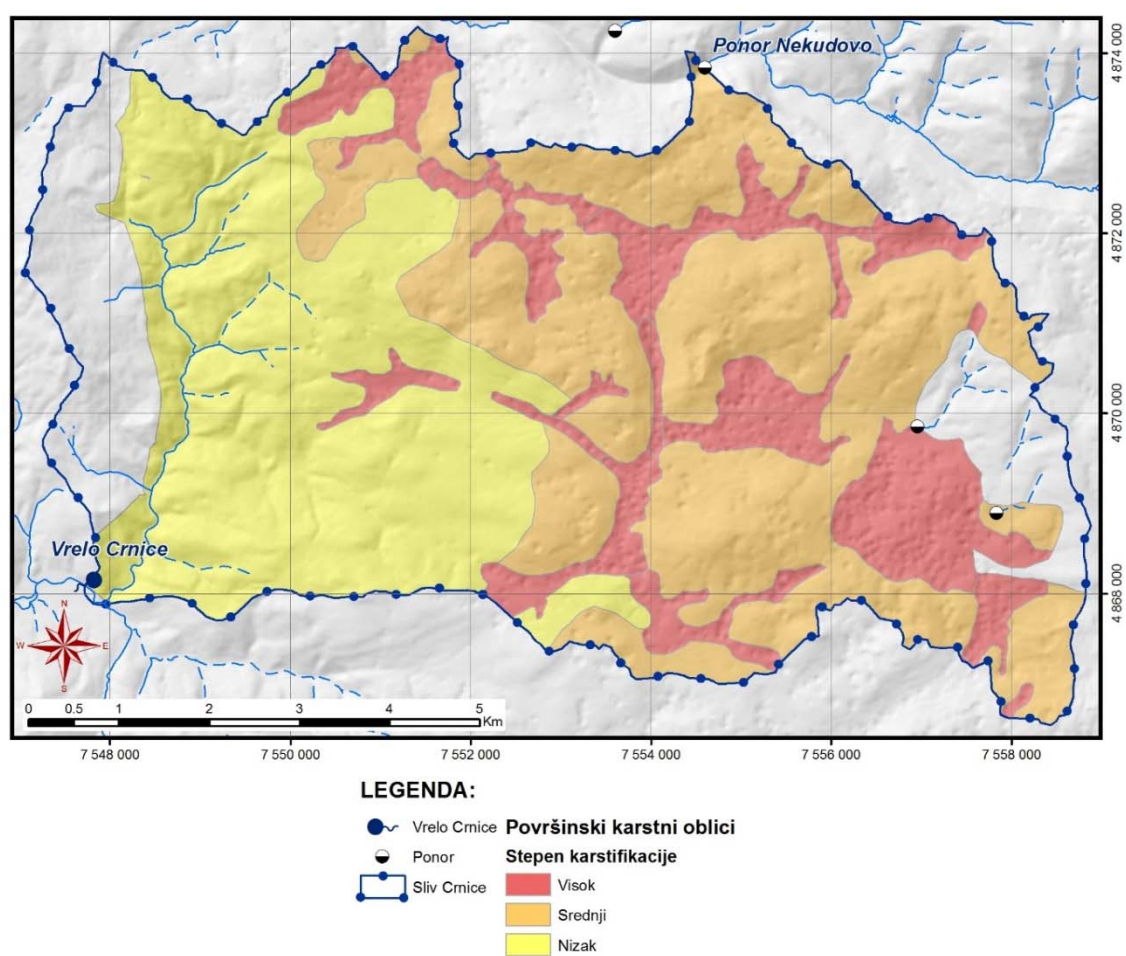 Ponor Nekudovo
4 874 000
4 872 000
4 870 000
4 868 000
Vrelo Crnice
N
W E
S
0 0.5 1 2 3 4 5
Km
7 548 000 7 550 000 7 552 000 7 554 000 7 556 000 7 558 000
LEGENDA:
Vrelo Crnice
Ponor
Sliv Crnice
Površinski karstni oblici
Stepen karstifikacije
Visok
Srednji
Nizak